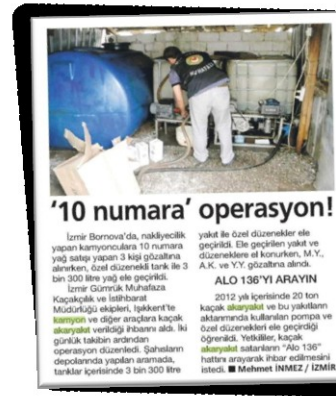 '10 numara' operasyon!
İzmir Bornova'da, nakliyecilik
yapan kamyonculara 10 numara
yağ satışı yapan 3 kişi gözaltına
alınırken, özel düzenekli tank ile 3
bin 300 litre yağ ele geçirildi.
İzmir Gümrük Muhafaza
Kaçakçılık ve İstihbarat
Müdürlüğü ekipleri, Işıkkent'te
kamyon ve diğer araçlara kaçak
akaryakıt verildiği ihbarını aldı. İki
günlük takibin ardından
operasyon düzenledi. Şahısların
depolarında yapılan aramada,
tanklar içerisinde 3 bin 300 litre
yakıt ile özel düzenekler ele
geçirildi. Ele geçirilen yakıt ve
düzeneklere el konurken, M.Y.,
A.K. ve Y.Y. gözaltına alındı.
ALO 136'YI ARAYIN
2012 yılı içerisinde 20 ton
kaçak akaryakıt ve bu yakıtların
aktarımında kullanılan pompa ve
özel düzenekleri ele geçirdiği
öğrenildi. Yetkililer, kaçak
akaryakıt satanların "Alo 136"
hattını arayarak ihbar edilmesini
istedi. ■ Mehmet İNMEZ / İZMİR